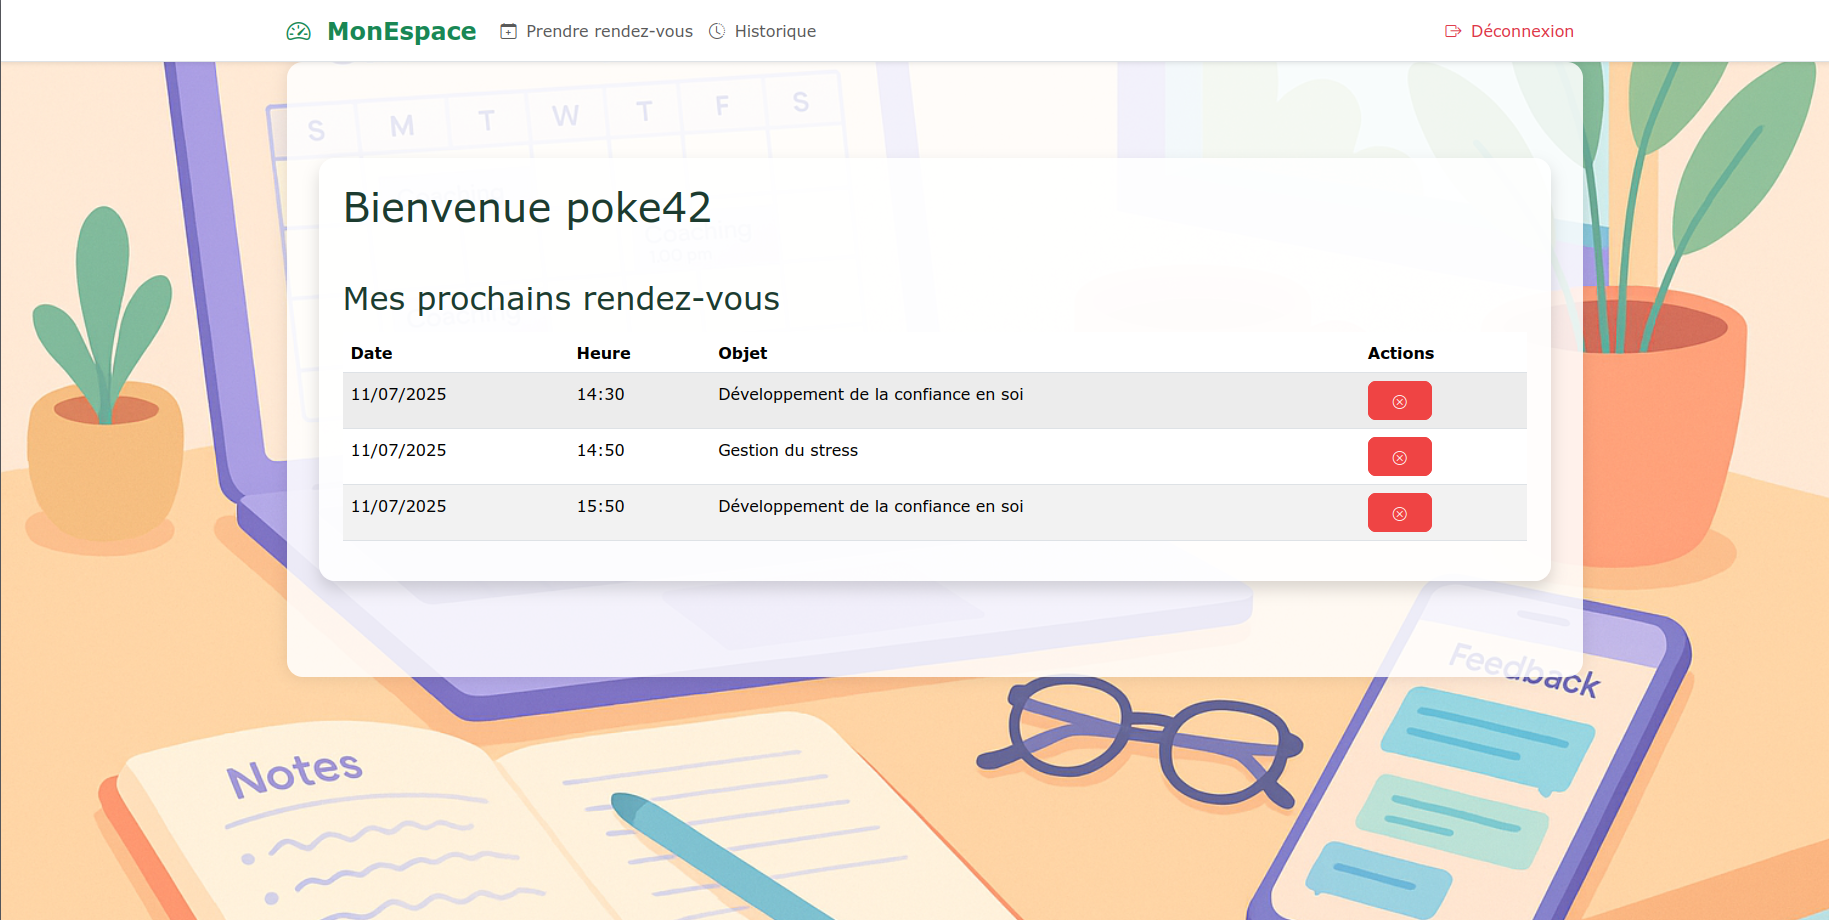 MonEspace Prendre rendez-vous Historique Déconnexion
S M T W T F S
Bienvenue poke42
Coaching
Mes prochains rendez-vous
Date Heure Objet Actions
11/07/2025 14:30 Développement de la confiance en soi
11/07/2025 14:50 Gestion du stress
11/07/2025 15:50 Développement de la confiance en soi
Feedback
Notes